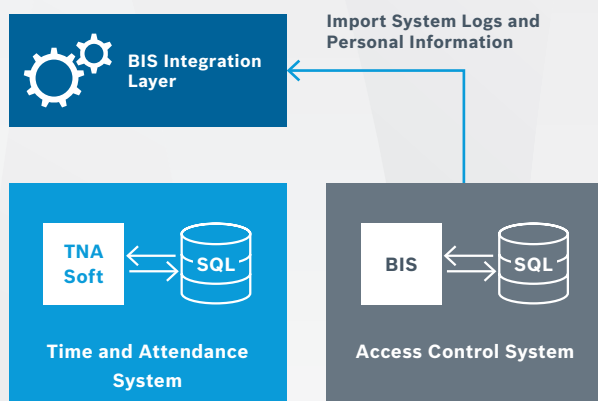 Import System Logs and
Personal Information
BIS Integration
Layer
TNA
Soft
SQL
Time and Attendance
System
BIS
SQL
Access Control System